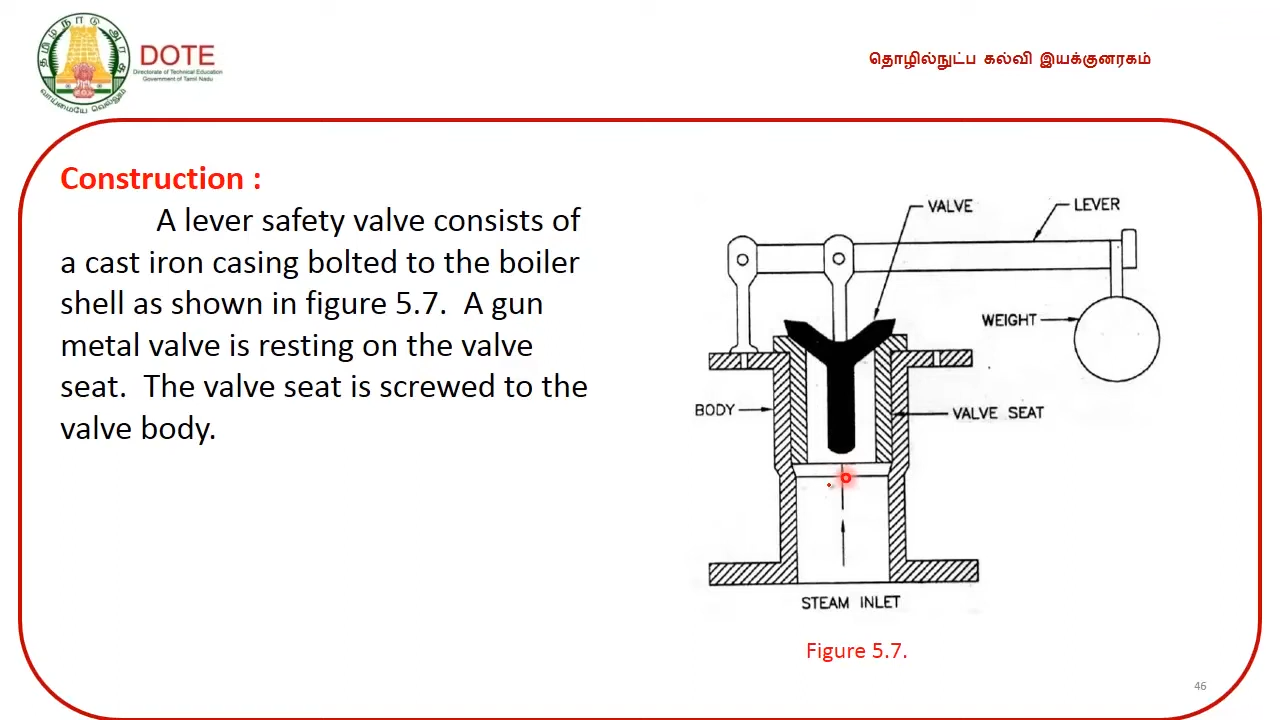 தமிழ்நாடு அரசு
வாய்மையே வெல்லும்
DOTE
Directorate of Technical Education
Government of Tamil Nadu
தொழில்நுட்ப கல்வி இயக்குனரகம்
Construction :
A lever safety valve consists of
a cast iron casing bolted to the boiler
shell as shown in figure 5.7. A gun
metal valve is resting on the valve
seat. The valve seat is screwed to the
valve body.
VALVE
LEVER
WEIGHT
BODY
VALVE SEAT
STEAM INLET
Figure 5.7.
46